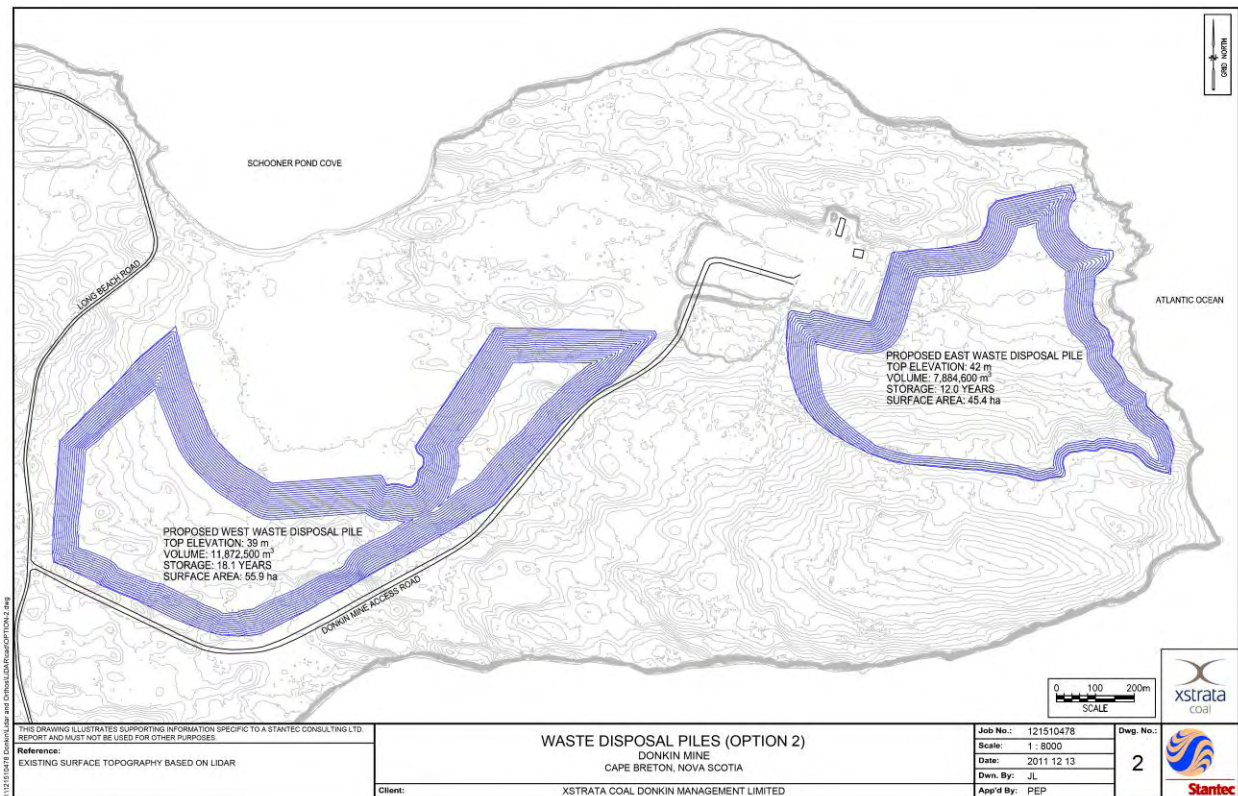 GRID NORTH
SCHOONER POND COVE
LONG BEACH ROAD
ATLANTIC OCEAN
PROPOSED EAST WASTE DISPOSAL PILE
TOP ELEVATION: 42 m
VOLUME: 7,884,600 m³
STORAGE: 12.0 YEARS
SURFACE AREA: 45.4 ha
PROPOSED WEST WASTE DISPOSAL PILE
TOP ELEVATION: 39 m
VOLUME: 11,872,500 m³
STORAGE: 18.1 YEARS
SURFACE AREA: 55.9 ha
DONKIN MINE ACCESS ROAD
0 100 200m
SCALE
xstrata
coal
THIS DRAWING ILLUSTRATES SUPPORTING INFORMATION SPECIFIC TO A STANTEC CONSULTING LTD.
REPORT AND MUST NOT BE USED FOR OTHER PURPOSES.
Reference:
EXISTING SURFACE TOPOGRAPHY BASED ON LIDAR
WASTE DISPOSAL PILES (OPTION 2)
DONKIN MINE
CAPE BRETON, NOVA SCOTIA
Client: XSTRATA COAL DONKIN MANAGEMENT LIMITED
Job No.: 121510478
Scale: 1 : 8000
Date: 2011 12 13
Dwn. By: JL
App'd By: PEP
Dwg. No.:
2
Stantec